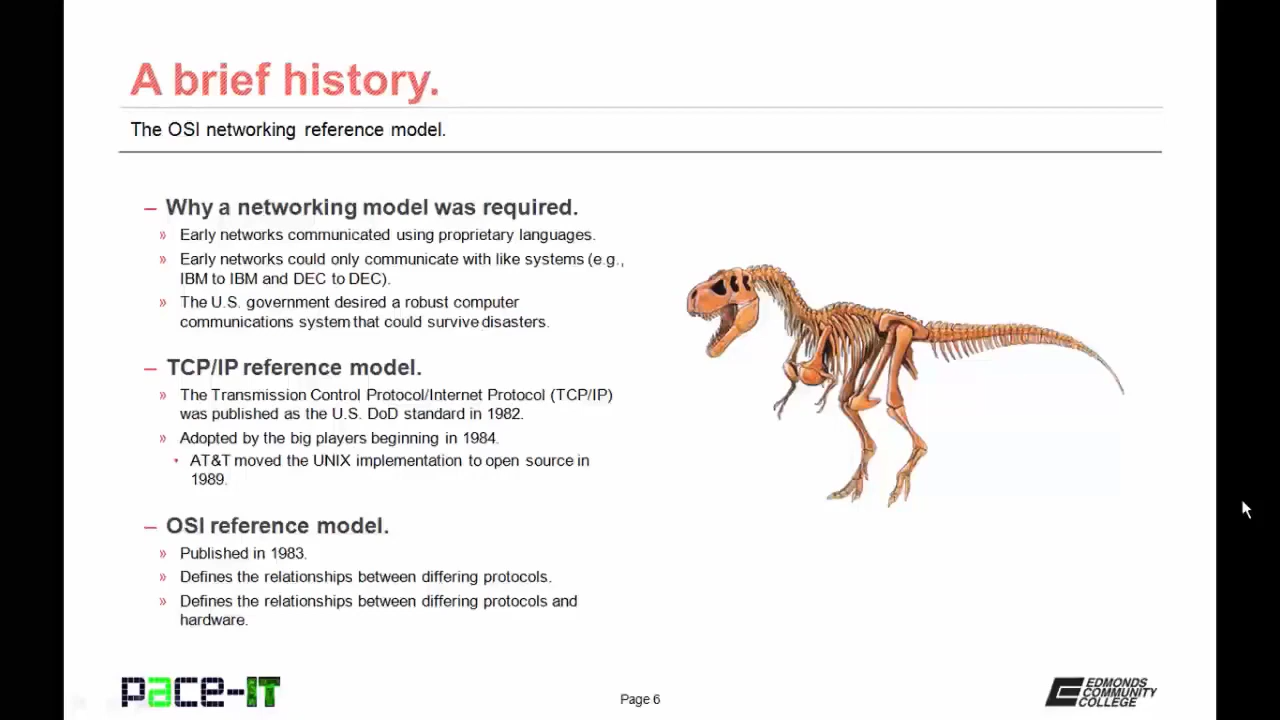 A brief history.
The OSI networking reference model.
– Why a networking model was required.
» Early networks communicated using proprietary languages.
» Early networks could only communicate with like systems (e.g.,
IBM to IBM and DEC to DEC).
» The U.S. government desired a robust computer
communications system that could survive disasters.
– TCP/IP reference model.
» The Transmission Control Protocol/Internet Protocol (TCP/IP)
was published as the U.S. DoD standard in 1982.
» Adopted by the big players beginning in 1984.
• AT&T moved the UNIX implementation to open source in
1989.
– OSI reference model.
» Published in 1983.
» Defines the relationships between differing protocols.
» Defines the relationships between differing protocols and
hardware.
pace-IT
Page 6
EDMONDS
COMMUNITY
COLLEGE